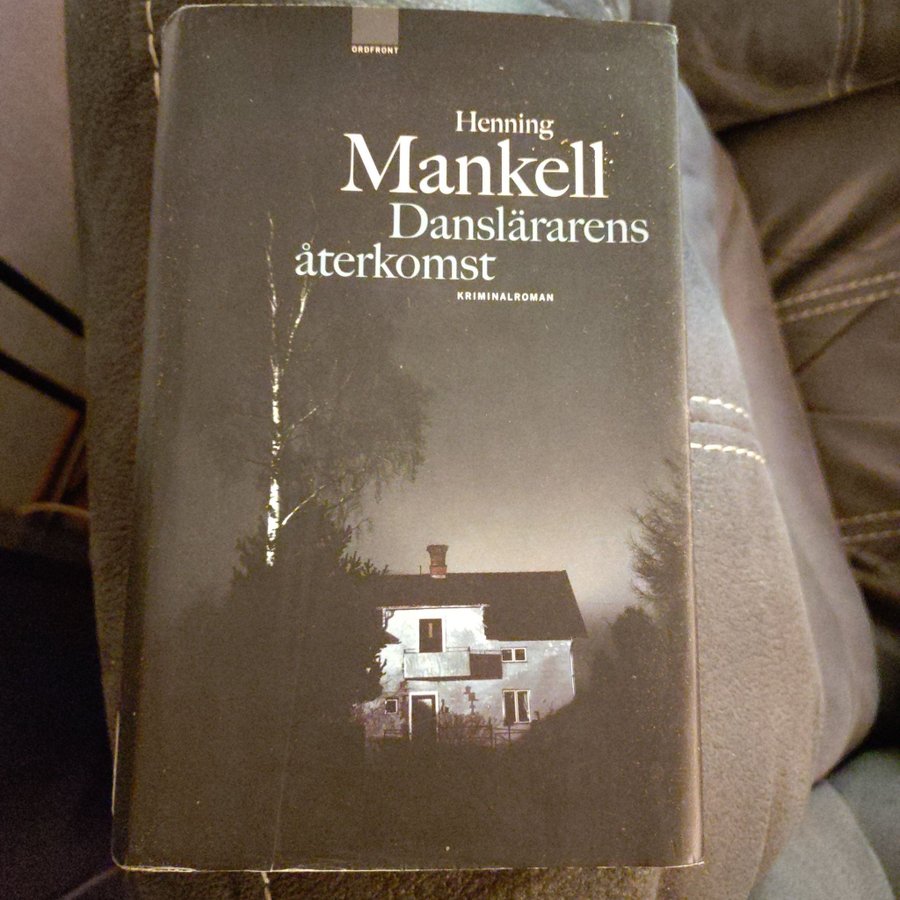 ORDFRONT
Henning
Mankell
Danslärarens
återkomst
KRIMINALROMAN